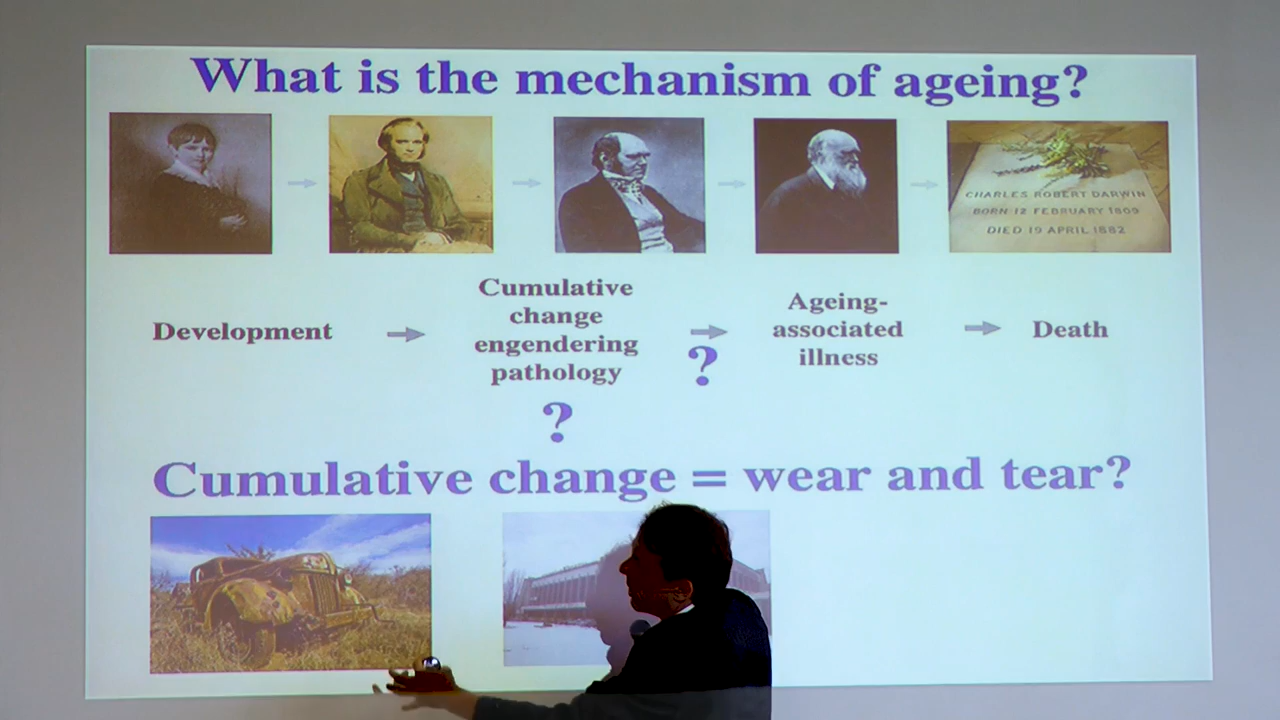 What is the mechanism of ageing?
CHARLES ROBERT DARWIN
BORN 12 FEBRUARY 1809
DIED 19 APRIL 1882
Development
Cumulative
change
engendering
pathology
?
?
Ageing-
associated
illness
Death
Cumulative change = wear and tear?